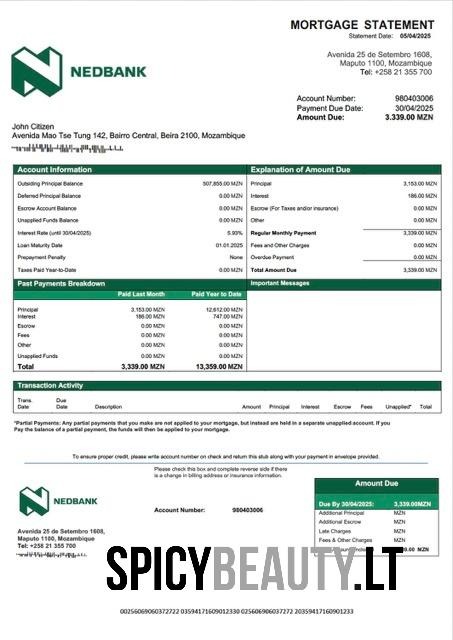 MORTGAGE STATEMENT
Statement Date: 05/04/2025
NEDBANK
Avenida 25 de Setembro 1608,
Maputo 1100, Mozambique
Tel: +258 21 355 700
Account Number: 980403006
Payment Due Date: 30/04/2025
Amount Due: 3.339.00 MZN
John Citizen
Avenida Mao Tse Tung 142, Bairro Central, Beira 2100, Mozambique
Account Information
Outsiding Principal Balance 507,855.00 MZN
Deferred Principal Balance 0.00 MZN
Escrow Account Balance 0.00 MZN
Unapplied Funds Balance 0.00 MZN
Interest Rate (until 30/04/2025) 5.93%
Loan Maturity Date 01.01.2025
Prepayment Penalty None
Taxes Paid Year-to-Date 0.00 MZN
Explanation of Amount Due
Principal 3,153.00 MZN
Interest 186.00 MZN
Escrow (For Taxes and/or insurance) 0.00 MZN
Other 0.00 MZN
Regular Monthly Payment 3,339.00 MZN
Fees and Other Charges 0.00 MZN
Overdue Payment 0.00 MZN
Total Amount Due 3,339.00 MZN
Past Payments Breakdown
Paid Last Month Paid Year to Date
Principal 3,153.00 MZN 12,612.00 MZN
Interest 186.00 MZN 747.00 MZN
Escrow 0.00 MZN 0.00 MZN
Fees 0.00 MZN 0.00 MZN
Other 0.00 MZN 0.00 MZN
Unapplied Funds 0.00 MZN 0.00 MZN
Total 3,339.00 MZN 13,359.00 MZN
Important Messages
Transaction Activity
Trans. Date Due Date Description Amount Principal Interest Escrow Fees Unapplied* Total
*Partial Payments: Any partial payments that you make are not applied to your mortgage, but instead are held in a separate unapplied account. if you
Pay the balance of a partial payment, the funds will then be applied to your mortgage.
To ensure proper credit, please write account number on check and return this stub along with your payment in envelope provided.
Please check this box and complete reverse side if there
is a change in billing address or insurance information.
NEDBANK
Account Number: 980403006
Avenida 25 de Setembro 1608,
Maputo 1100, Mozambique
Tel: +258 21 355 700
Amount Due
Due By 30/04/2025: 3,339.00MZN
Additional Principal MZN
Additional Escrow MZN
Late Charges MZN
Fees & Other Charges MZN
MZN
SPICYBEAUTY.LT
00256069060372722 03594171609012330 0256069060372722 20359417160901233